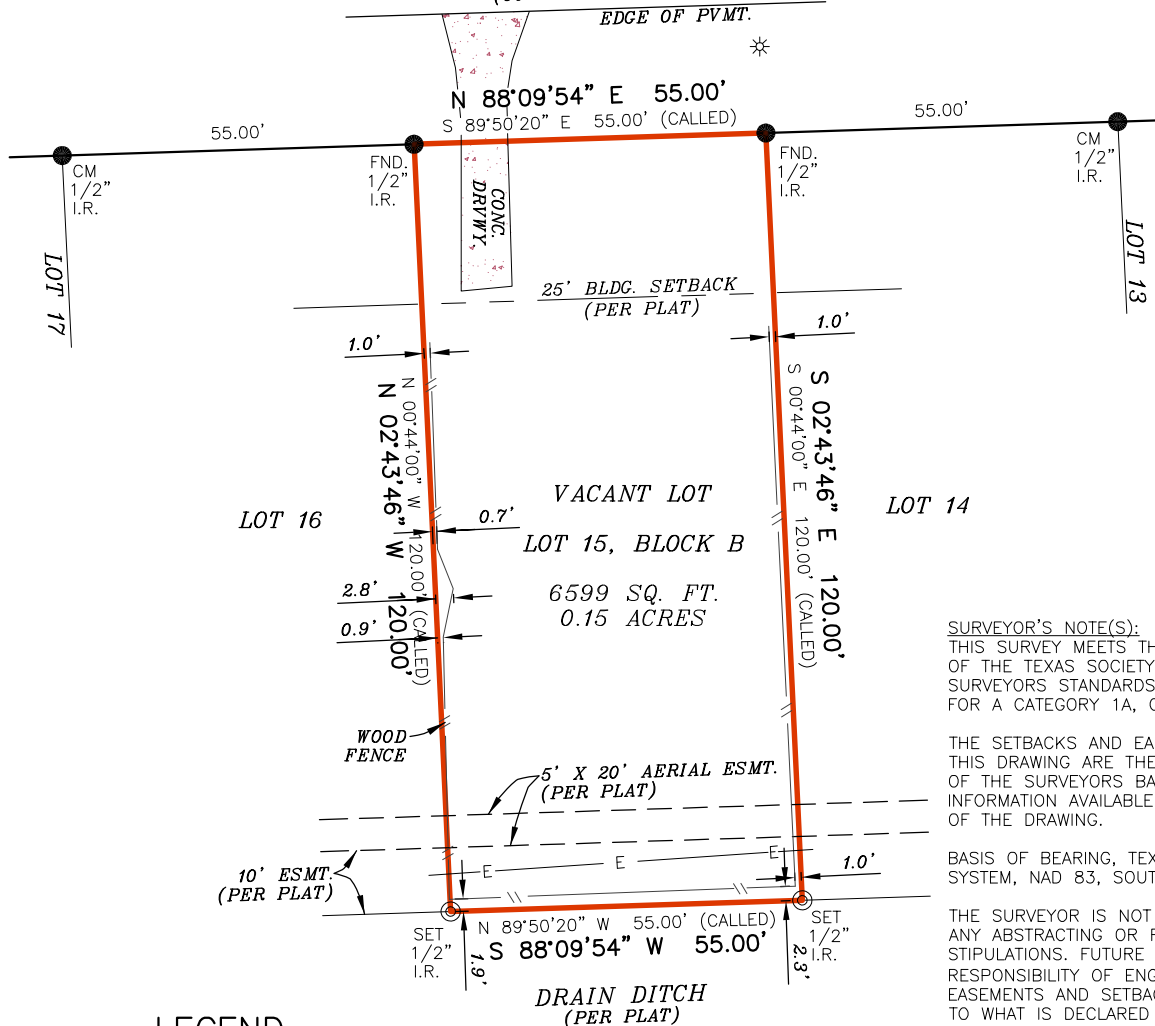 EDGE OF PVMT.
N 88°09'54" E 55.00'
S 89°50'20" E 55.00' (CALLED)
55.00'
55.00'
CM
1/2"
I.R.
FND.
1/2"
I.R.
FND.
1/2"
I.R.
CM
1/2"
I.R.
CONC.
DRVWY.
LOT 17
LOT 13
25' BLDG. SETBACK
(PER PLAT)
1.0'
1.0'
N 00°44'00" W 120.00' (CALLED)
N 02°43'46" W 120.00'
S 02°43'46" E 120.00'
S 00°44'00" E 120.00' (CALLED)
VACANT LOT
LOT 16
LOT 14
0.7'
LOT 15, BLOCK B
2.8'
6599 SQ. FT.
0.15 ACRES
0.9'
WOOD
FENCE
5' X 20' AERIAL ESMT.
(PER PLAT)
10' ESMT.
(PER PLAT)
E
E
E
1.0'
SET
1/2"
I.R.
N 89°50'20" W 55.00' (CALLED)
S 88°09'54" W 55.00'
SET
1/2"
I.R.
1.9'
2.3'
DRAIN DITCH
(PER PLAT)
LEGEND
SURVEYOR'S NOTE(S):
THIS SURVEY MEETS
OF THE TEXAS SOCIETY
SURVEYORS STANDARDS
FOR A CATEGORY 1A,
THE SETBACKS AND
THIS DRAWING ARE THE
OF THE SURVEYORS
INFORMATION AVAILABLE
OF THE DRAWING.
BASIS OF BEARING,
SYSTEM, NAD 83,
THE SURVEYOR IS NOT
ANY ABSTRACTING OR
STIPULATIONS. FUTURE
RESPONSIBILITY OF
EASEMENTS AND
TO WHAT IS DECLARED